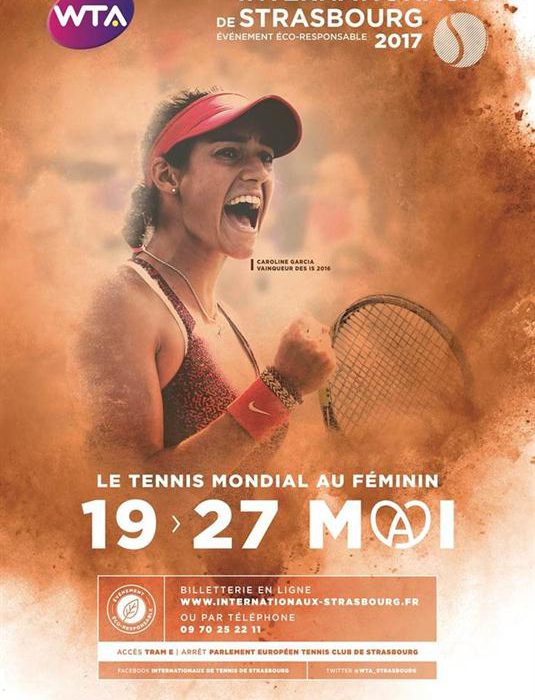 WTA
DE STRASBOURG
ÉVÉNEMENT ÉCO-RESPONSABLE 2017
CAROLINE GARCIA
VAINQUEUR DES IS 2016
LE TENNIS MONDIAL AU FÉMININ
19 > 27 MAI
ÉVÉNEMENT
ÉCO-RESPONSABLE
BILLETTERIE EN LIGNE
WWW.INTERNATIONAUX-STRASBOURG.FR
OU PAR TÉLÉPHONE
09 70 25 22 11
ACCÈS TRAM E | ARRÊT PARLEMENT EUROPÉEN TENNIS CLUB DE STRASBOURG
FACEBOOK INTERNATIONAUX DE TENNIS DE STRASBOURG
TWITTER @WTA_STRASBOURG